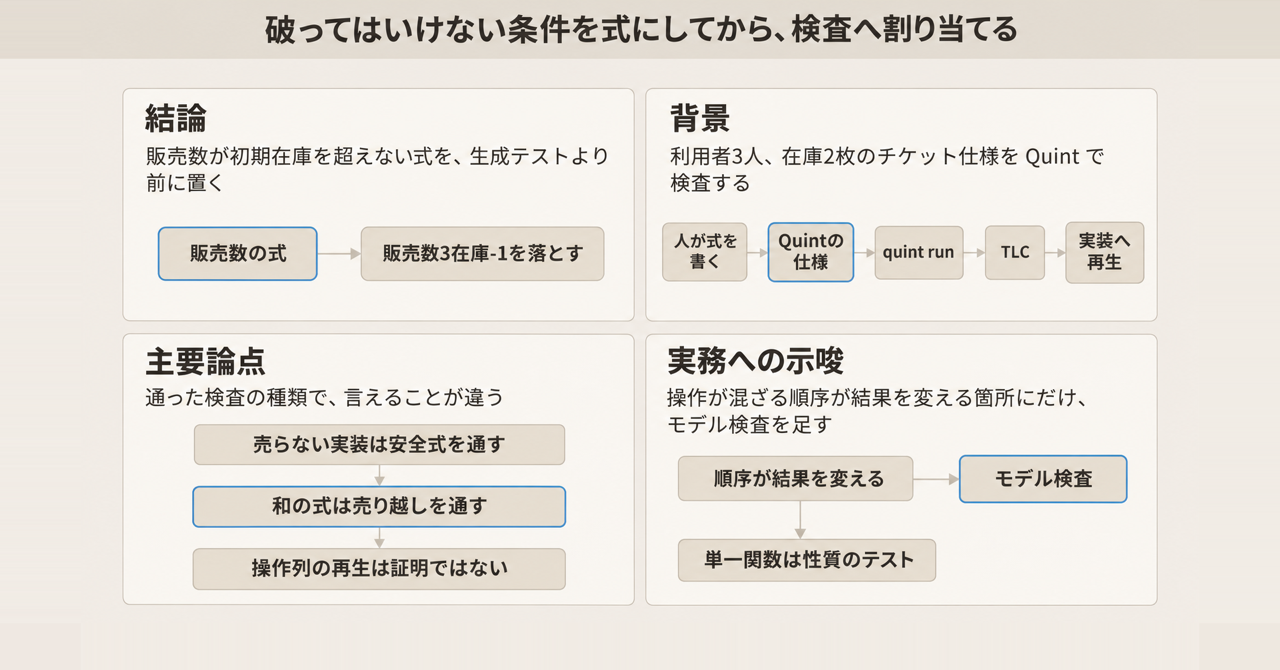 破ってはいけない条件を式にしてから、検査へ割り当てる
結論
販売数が初期在庫を超えない式を、生成テストより
前に置く
販売数の式
販売数3在庫-1を落とす
背景
利用者3人、在庫2枚のチケット仕様を Quint で
検査する
人が式を
書く
Quintの
仕様
quint run
TLC
実装へ
再生
主要論点
通った検査の種類で、言えることが違う
売らない実装は安全式を通す
和の式は売り越しを通す
操作列の再生は証明ではない
実務への示唆
操作が混ざる順序が結果を変える箇所にだけ、
モデル検査を足す
順序が結果を変える
モデル検査
単一関数は性質のテスト